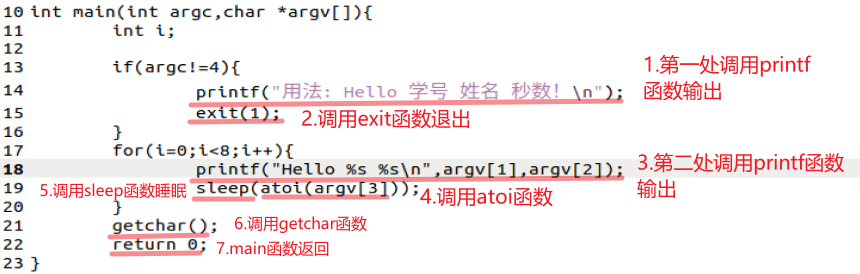 10 int main(int argc,char *argv[]){
11 int i;
12
13 if(argc!=4){
1.第一处调用printf
函数输出
14 printf("用法: Hello 学号 姓名 秒数! \n");
15 exit(1);
2.调用exit函数退出
16 }
17 for(i=0;i<8;i++){
18 printf("Hello %s %s\n",argv[1],argv[2]);
3.第二处调用printf函数
输出
5.调用sleep函数睡眠
19 sleep(atoi(argv[3]));
4.调用atoi函数
20 }
21 getchar();
6.调用getchar函数
22 return 0;
7.main函数返回
23 }